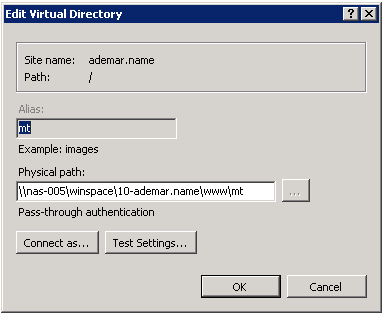 Edit Virtual Directory
Site name: ademar.name
Path: /
Alias:
mt
Example: images
Physical path:
\\nas-005\winspace\10-ademar.name\www\mt
...
Pass-through authentication
Connect as... Test Settings...
OK Cancel